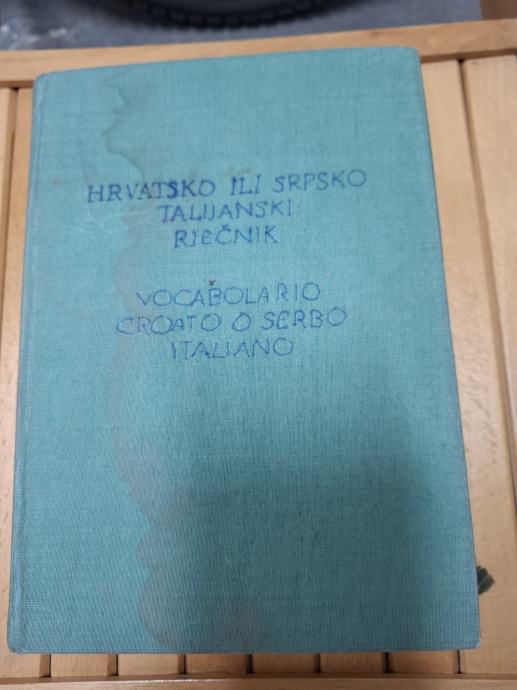 HRVATSKO ILI SRPSKO
TALIJANSKI
RJEČNIK
VOCABOLARIO
CROATO O SERBO
ITALIANO